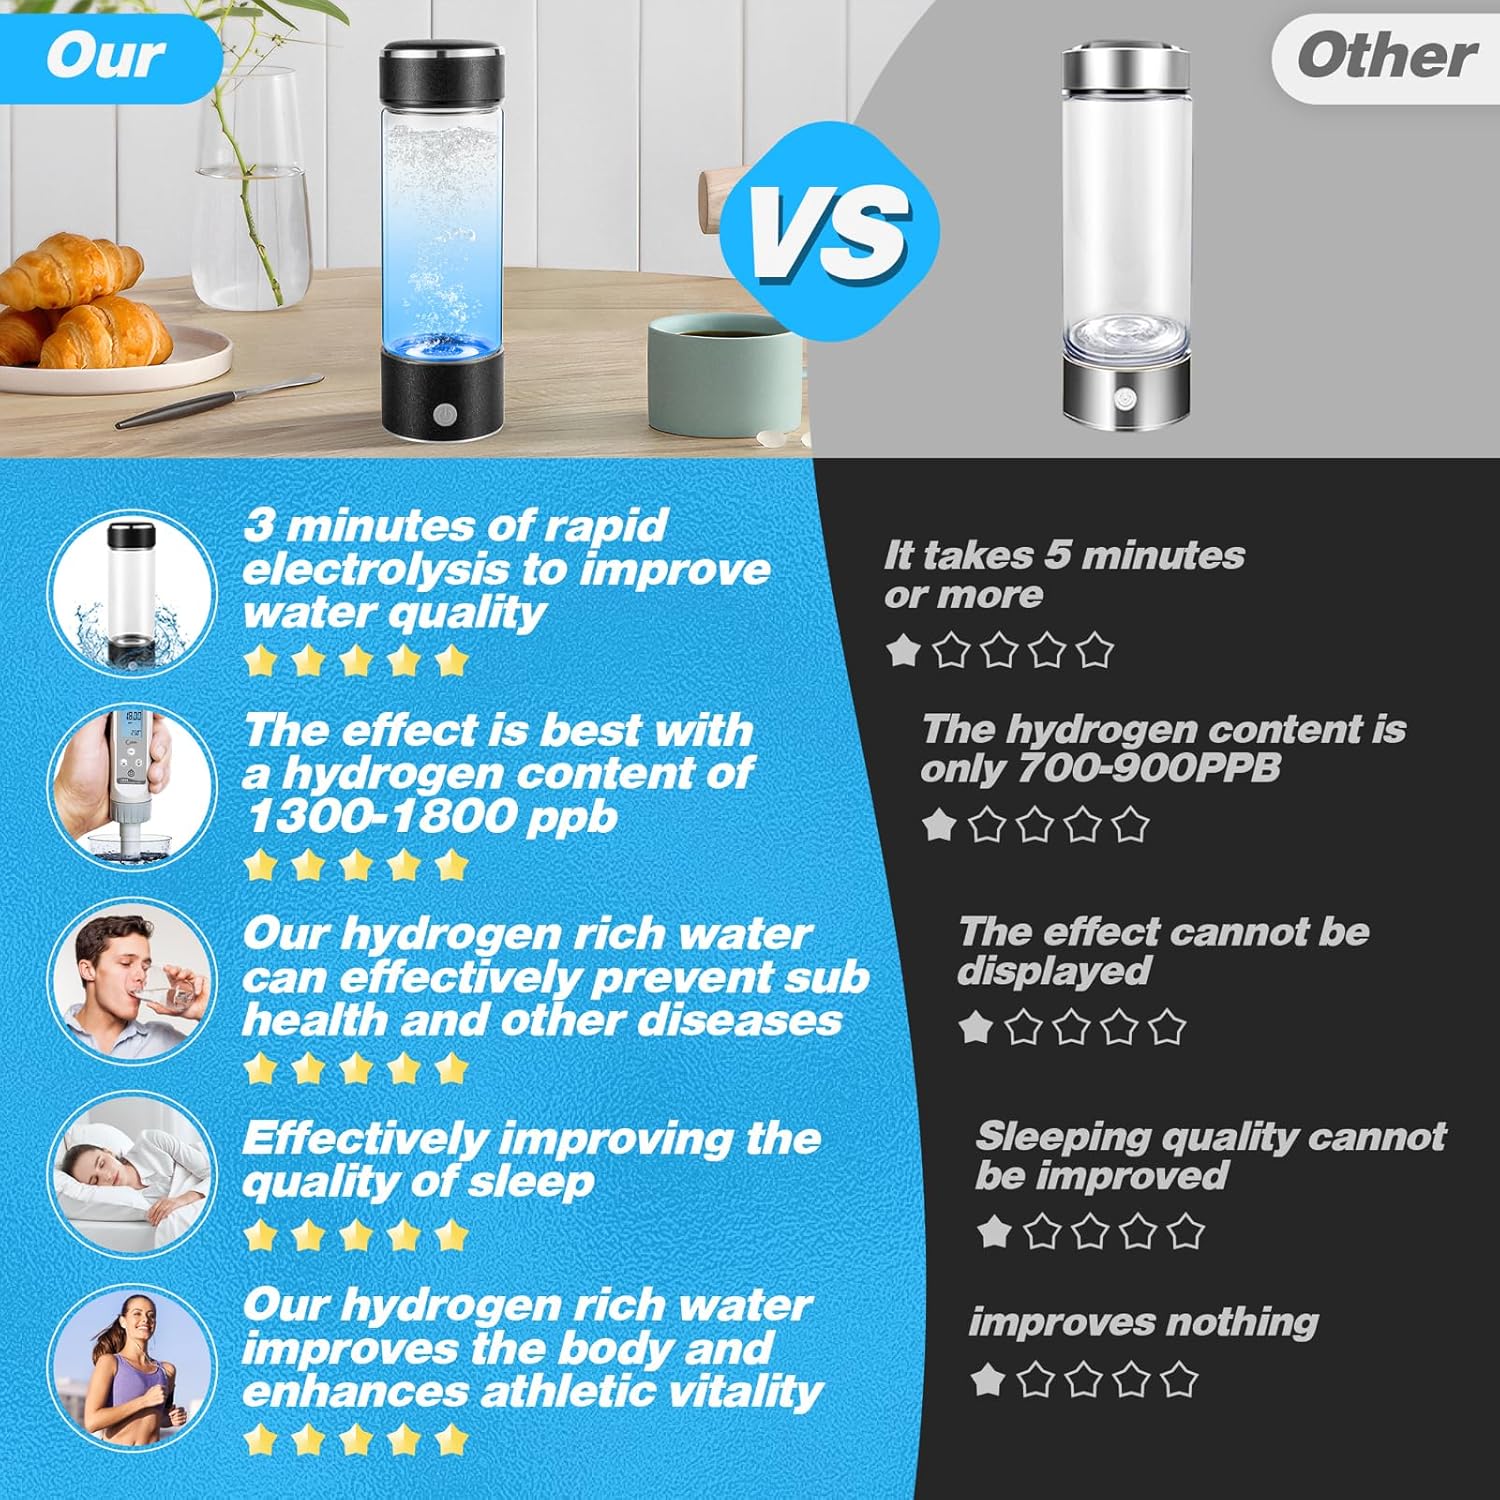 Our
VS
Other
3 minutes of rapid
electrolysis to improve
water quality
It takes 5 minutes
or more
The effect is best with
a hydrogen content of
1300-1800 ppb
The hydrogen content is
only 700-900PPB
Our hydrogen rich water
can effectively prevent sub
health and other diseases
The effect cannot be
displayed
Effectively improving the
quality of sleep
Sleeping quality cannot
be improved
Our hydrogen rich water
improves the body and
enhances athletic vitality
improves nothing